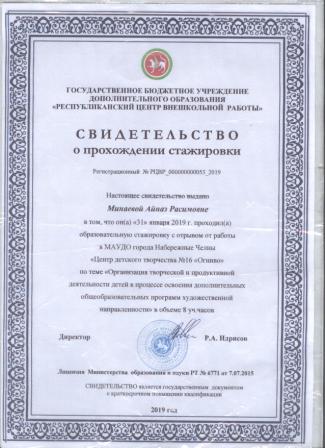 ГОСУДАРСТВЕННОЕ БЮДЖЕТНОЕ УЧРЕЖДЕНИЕ
ДОПОЛНИТЕЛЬНОГО ОБРАЗОВАНИЯ
«РЕСПУБЛИКАНСКИЙ ЦЕНТР ВНЕШКОЛЬНОЙ РАБОТЫ»
СВИДЕТЕЛЬСТВО
о прохождении стажировки
Регистрационный № РЦВР_000000000055_2019
Настоящее свидетельство выдано
Минаевой Айназ Расимовне
в том, что он(а) «31» января 2019 г. проходил(а)
образовательную стажировку с отрывом от работы
в МАУДО города Набережные Челны
«Центр детского творчества №16 «Огниво»
по теме «Организация творческой и продуктивной
деятельности детей в процессе освоения дополнительных
общеобразовательных программ художественной
направленности» в объеме 8 уч.часов
Директор Р.А. Идрисов
Лицензия Министерства образования и науки РТ № 6771 от 7.07.2015
СВИДЕТЕЛЬСТВО является государственным документом
о краткосрочном повышении квалификации
2019 год